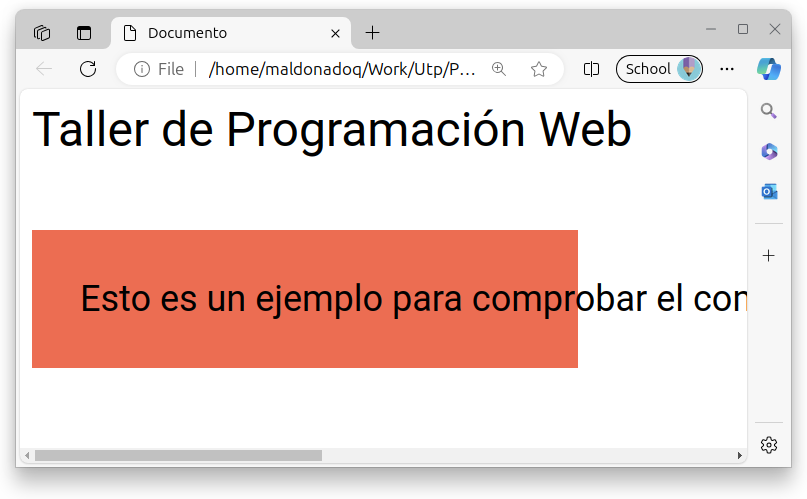 Documento
File
/home/maldonadoq/Work/Utp/P...
School
Taller de Programación Web
Esto es un ejemplo para comprobar el con